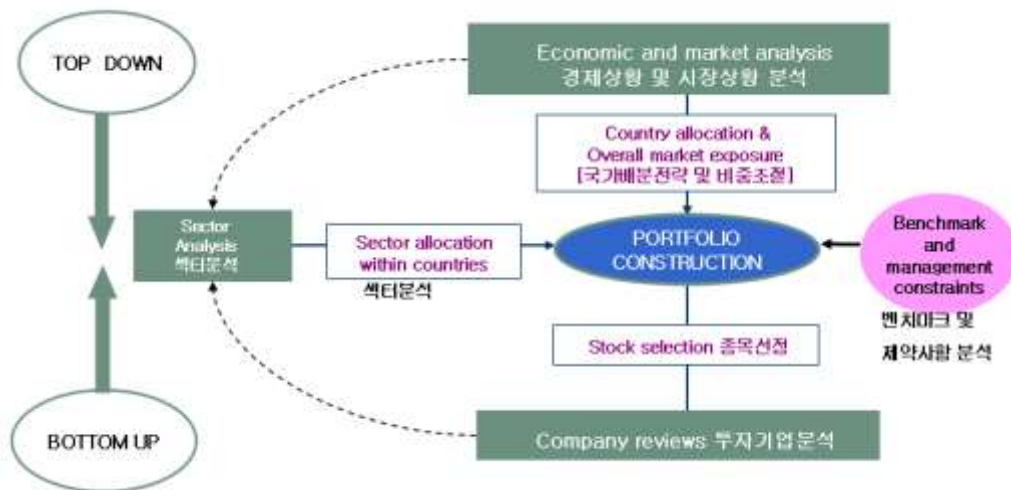 TOP DOWN
Economic and market analysis
경제상황 및 시장상황 분석
Country allocation &
Overall market exposure
[국가배분전략 및 비중조절]
Sector
Analysis
섹터분석
Sector allocation
within countries
섹터분석
PORTFOLIO
CONSTRUCTION
Benchmark
and
management
constraints
벤치마크 및
제약사항 분석
Stock selection 종목선정
BOTTOM UP
Company reviews 투자기업분석